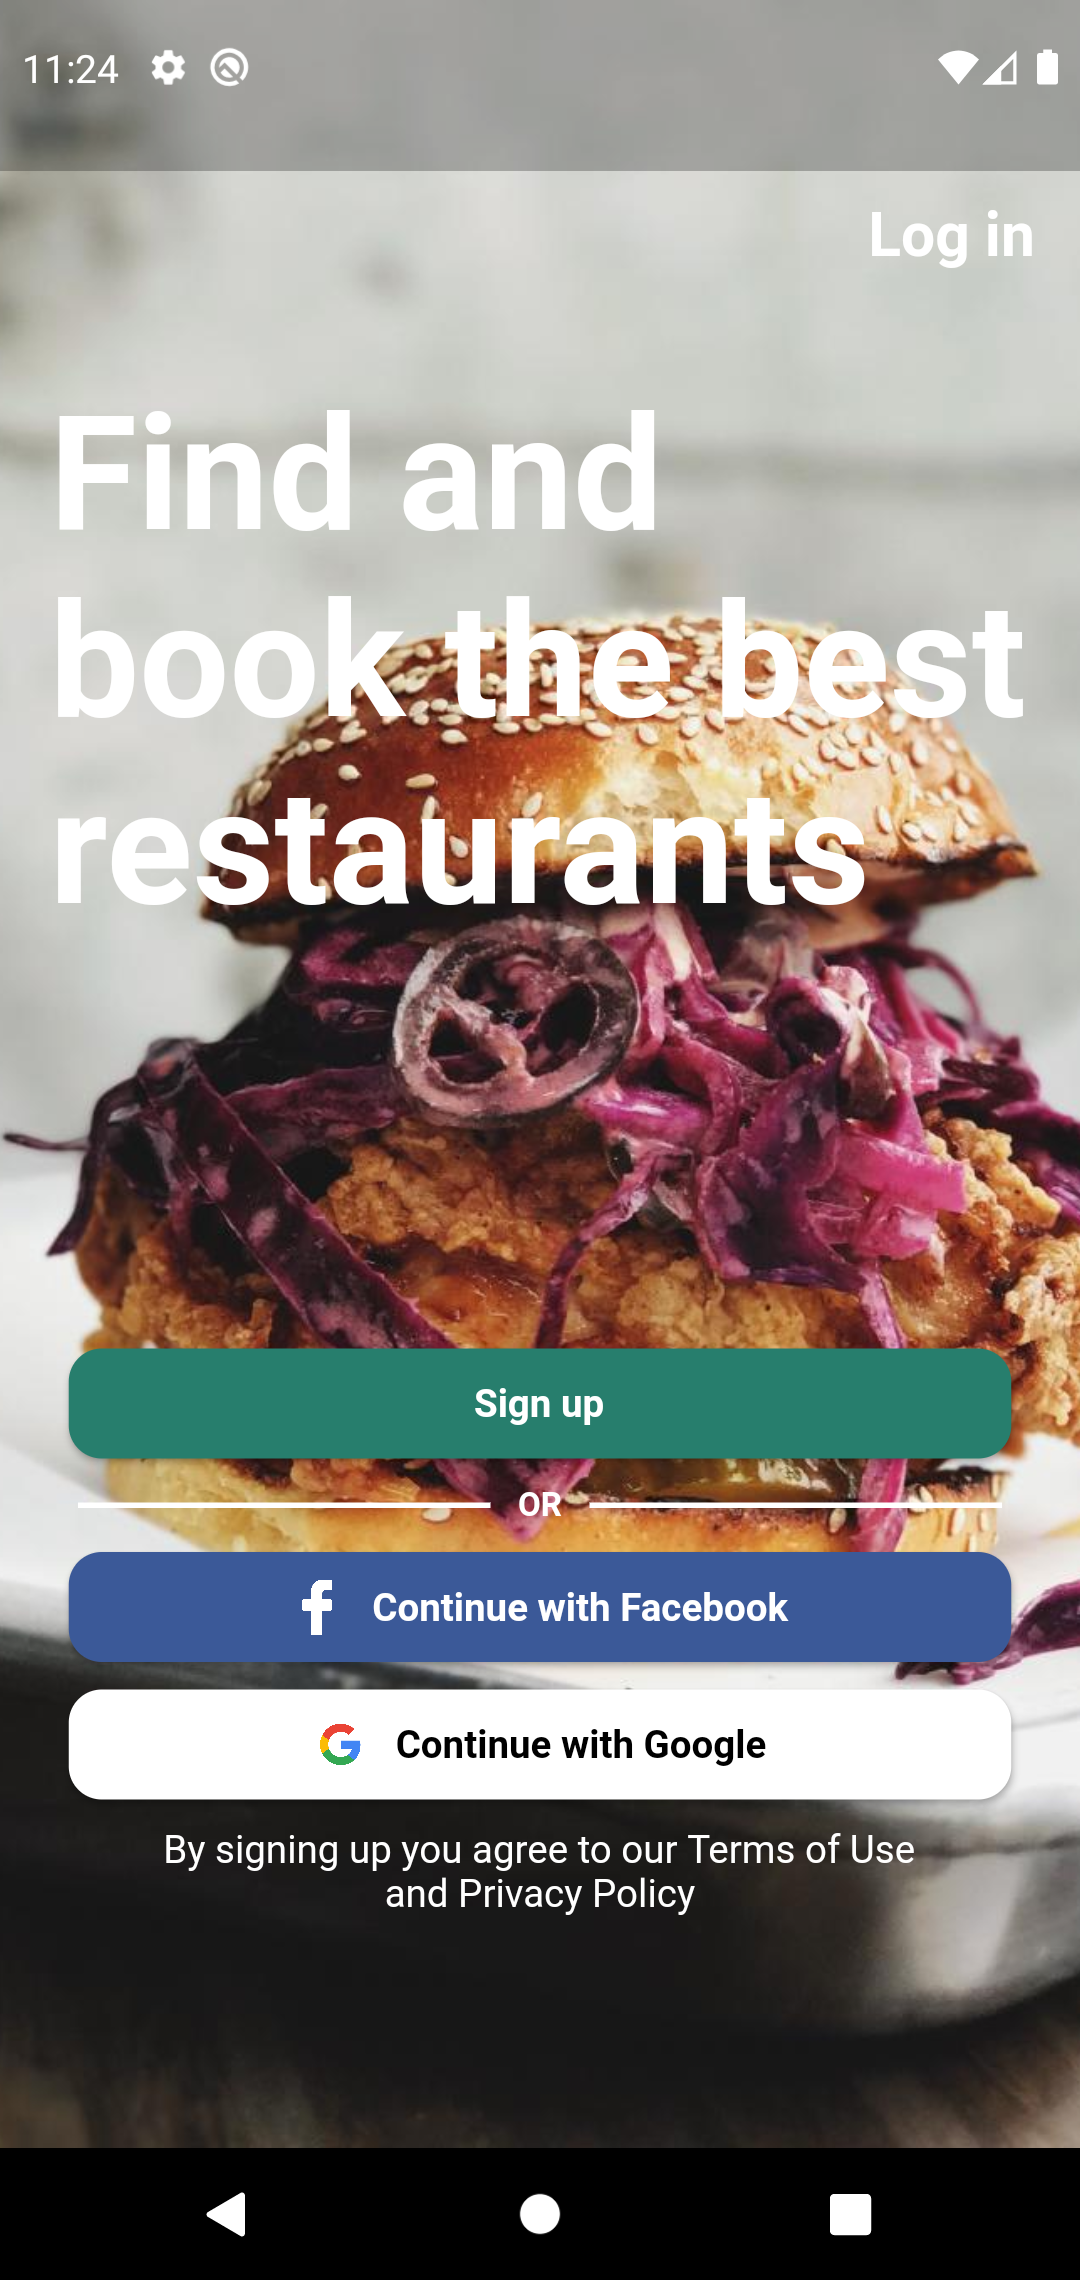 11:24
Log in
Find and
book the best
restaurants
Sign up
OR
Continue with Facebook
Continue with Google
By signing up you agree to our Terms of Use
and Privacy Policy